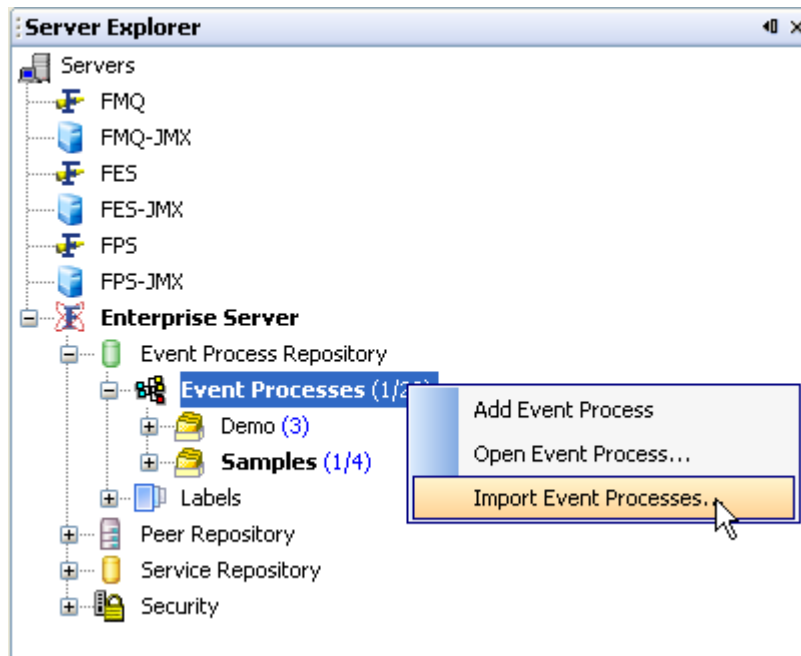 Server Explorer
Servers
FMQ
FMQ-JMX
FES
FES-JMX
FPS
FPS-JMX
Enterprise Server
Event Process Repository
Event Processes (1/2
Add Event Process
Demo (3)
Open Event Process...
Samples (1/4)
Import Event Processes...
Labels
Peer Repository
Service Repository
Security